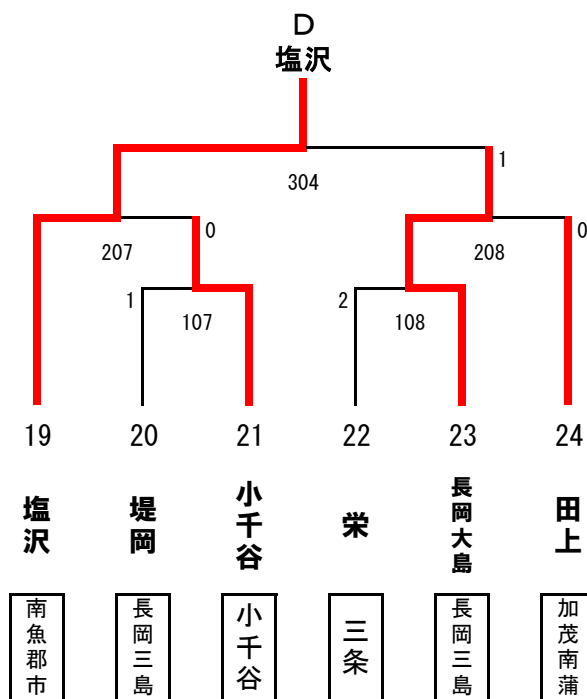 D
塩沢
1
304
0
0
207
208
1
2
107
108
19
20
21
22
23
24
塩沢
堤岡
小千谷
栄
長岡大島
田上
南魚郡市
長岡三島
小千谷
三条
長岡三島
加茂南蒲